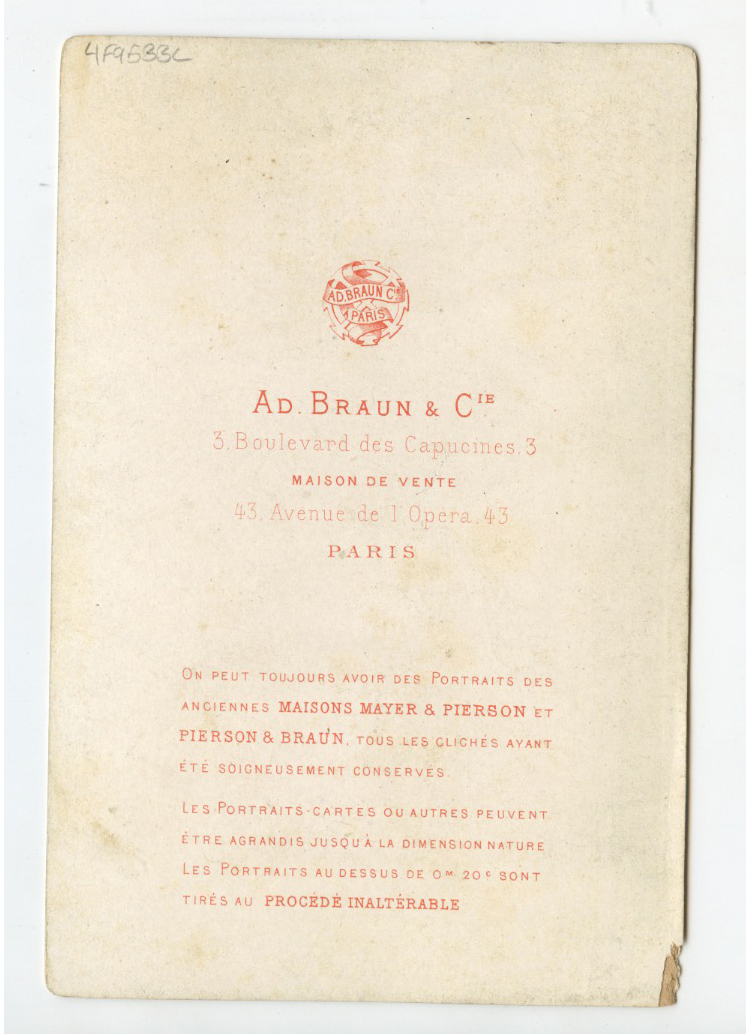 4F9533L
AD.BRAUN Cie
PARIS
AD. BRAUN & CIE
3, Boulevard des Capucines, 3
MAISON DE VENTE
43, Avenue de l'Opera, 43
PARIS
ON PEUT TOUJOURS AVOIR DES PORTRAITS DES
ANCIENNES MAISONS MAYER & PIERSON ET
PIERSON & BRAUN, TOUS LES CLICHÉS AYANT
ÉTÉ SOIGNEUSEMENT CONSERVÉS.
LES PORTRAITS-CARTES OU AUTRES PEUVENT
ÊTRE AGRANDIS JUSQU'À LA DIMENSION NATURE
LES PORTRAITS AU DESSUS DE 0M 20C SONT
TIRÉS AU PROCÉDÉ INALTÉRABLE